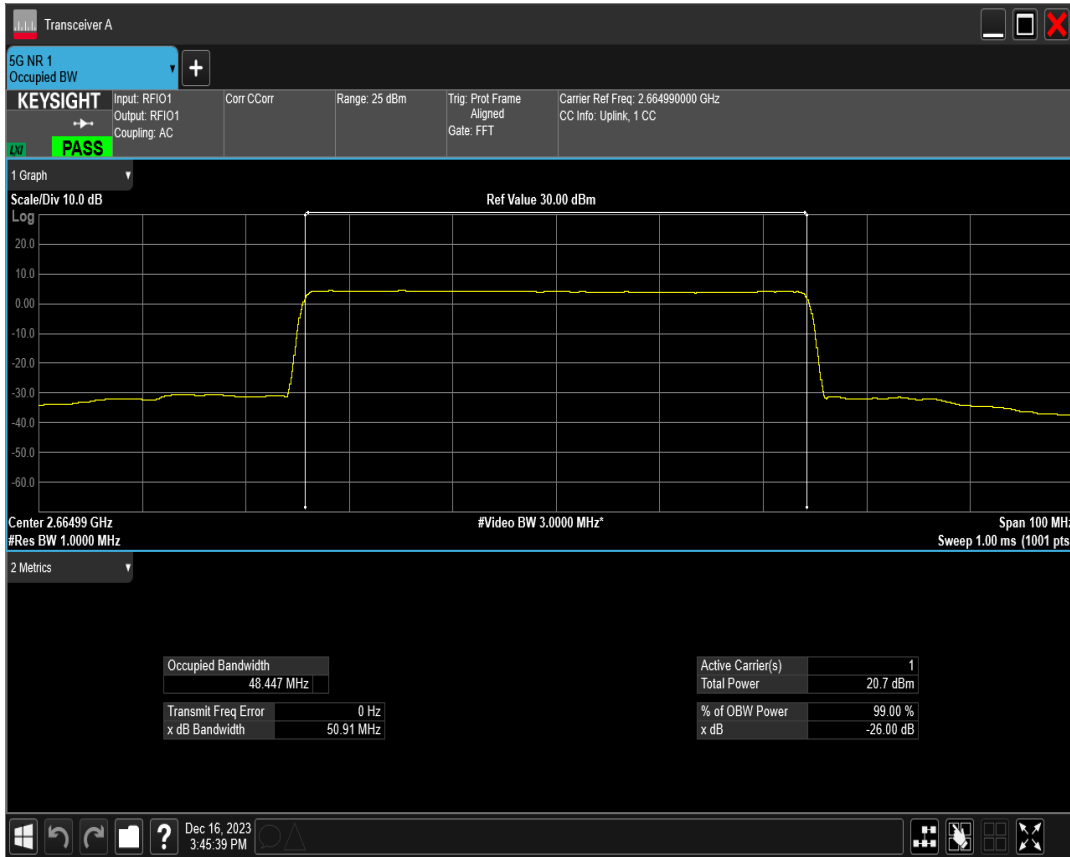 Transceiver A
5G NR 1
Occupied BW
KEYSIGHT
LXI
PASS
Input: RFIO1
Output: RFIO1
Coupling: AC
Corr CCorr
Range: 25 dBm
Trig: Prot Frame
Aligned
Gate: FFT
Carrier Ref Freq: 2.664990000 GHz
CC Info: Uplink, 1 CC
1 Graph
Scale/Div 10.0 dB
Ref Value 30.00 dBm
Log
20.0
10.0
0.00
-10.0
-20.0
-30.0
-40.0
-50.0
-60.0
Center 2.66499 GHz
#Video BW 3.0000 MHz*
Span 100 MHz
#Res BW 1.0000 MHz
Sweep 1.00 ms (1001 pts
2 Metrics
Occupied Bandwidth
48.447 MHz
Transmit Freq Error 0 Hz
x dB Bandwidth 50.91 MHz
Active Carrier(s) 1
Total Power 20.7 dBm
% of OBW Power 99.00 %
x dB -26.00 dB
?
Dec 16, 2023
3:45:39 PM